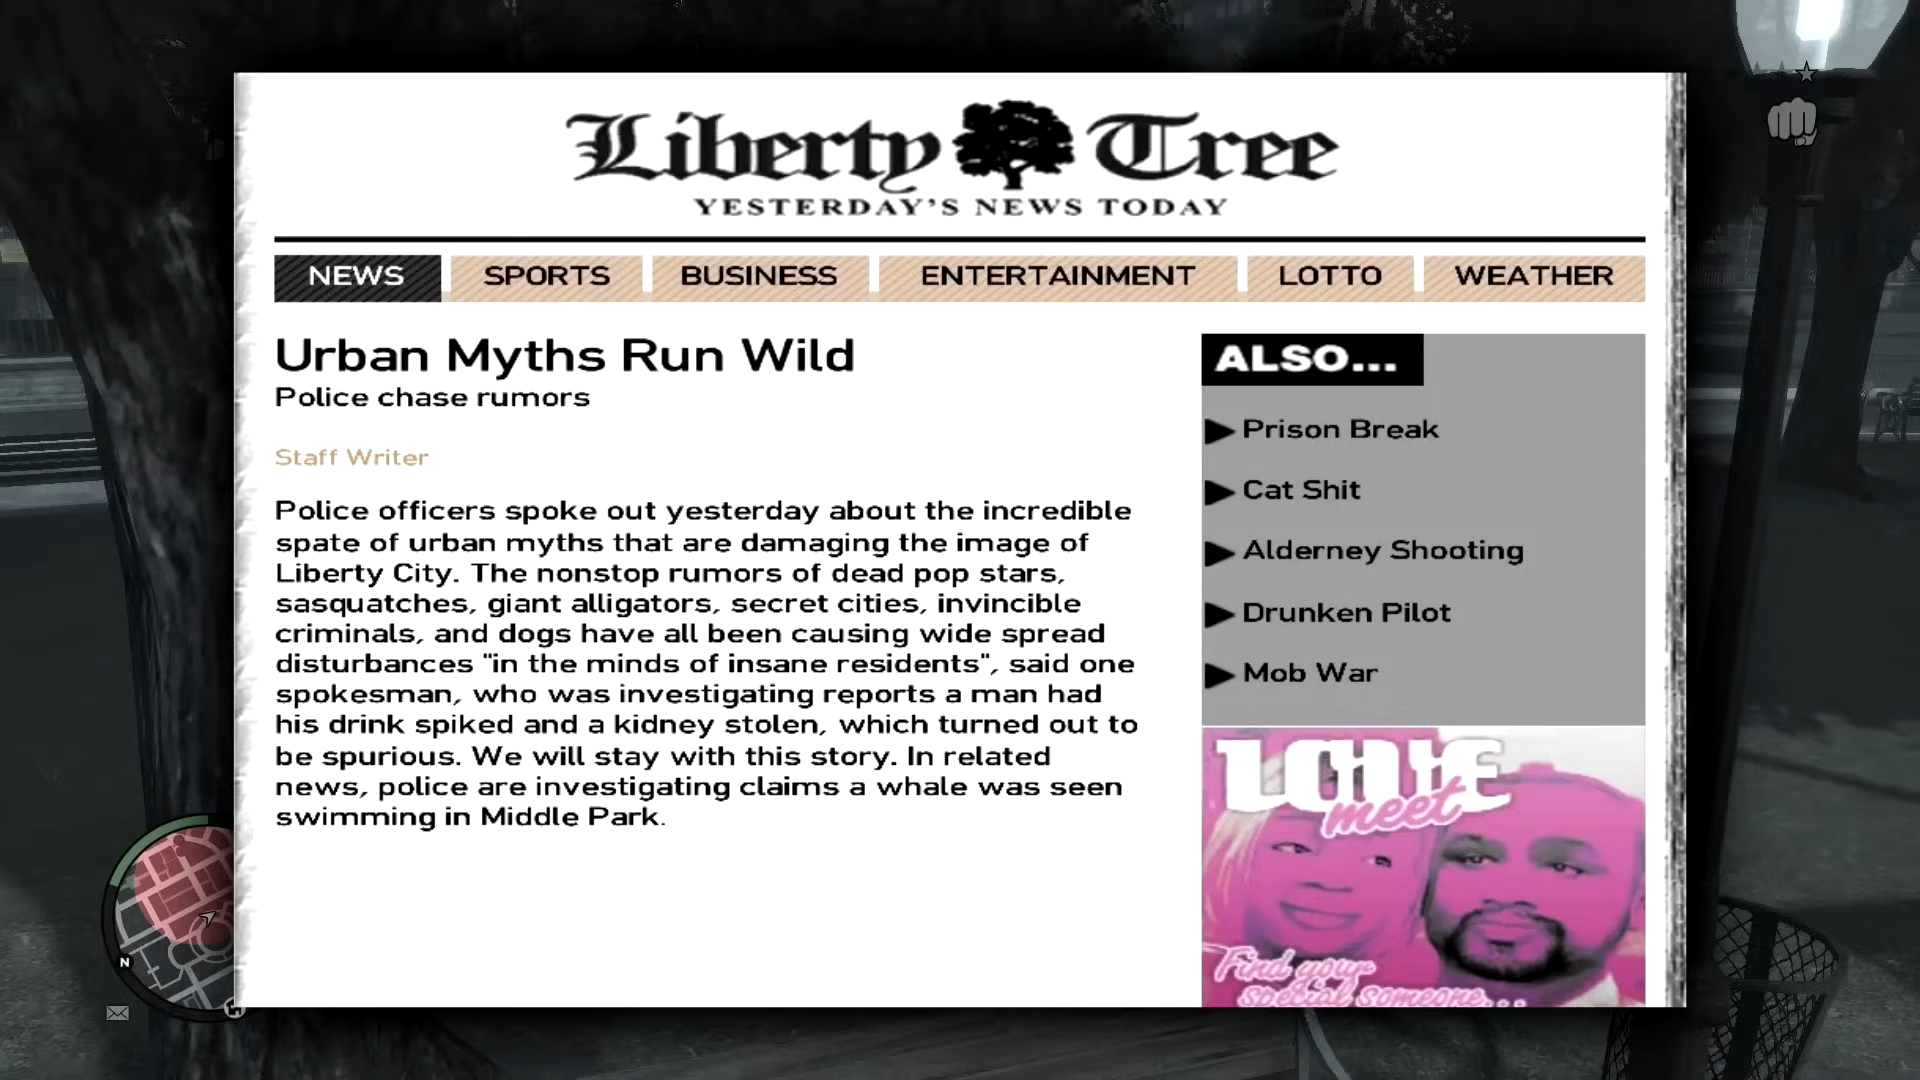 Liberty Tree
YESTERDAY'S NEWS TODAY
NEWS
SPORTS
BUSINESS
ENTERTAINMENT
LOTTO
WEATHER
Urban Myths Run Wild
Police chase rumors
Staff Writer
Police officers spoke out yesterday about the incredible
spate of urban myths that are damaging the image of
Liberty City. The nonstop rumors of dead pop stars,
sasquatches, giant alligators, secret cities, invincible
criminals, and dogs have all been causing wide spread
disturbances "in the minds of insane residents", said one
spokesman, who was investigating reports a man had
his drink spiked and a kidney stolen, which turned out to
be spurious. We will stay with this story. In related
news, police are investigating claims a whale was seen
swimming in Middle Park.
ALSO...
Prison Break
Cat Shit
Alderney Shooting
Drunken Pilot
Mob War
LOVE
meet
Find your
special someone...
N